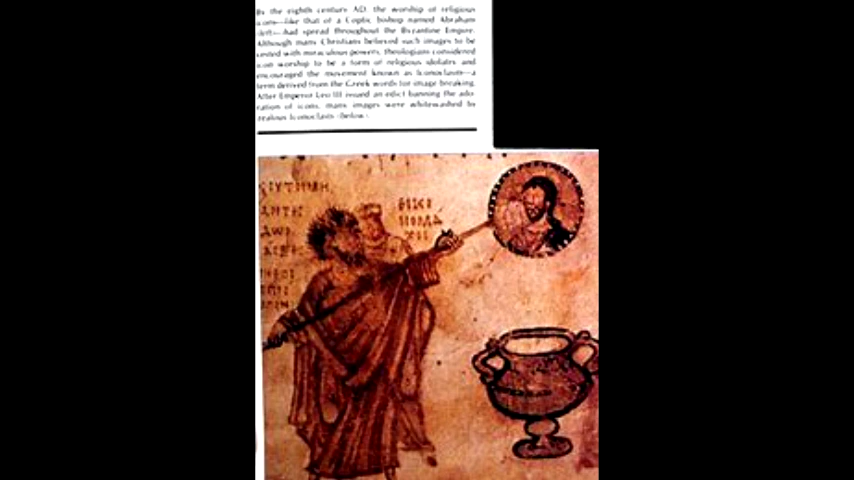 By the eighth century AD, the worship of religious
icons—like that of a Coptic bishop named Abraham
(left)—had spread throughout the Byzantine Empire.
Although many Christians believed such images to be
vested with miraculous powers, theologians considered
icon worship to be a form of religious idolatry and
encouraged the movement known as Iconoclasm—a
term derived from the Greek words for image breaking.
After Emperor Leo III issued an edict banning the ado-
ration of icons, many images were whitewashed by
zealous Iconoclasts (below).